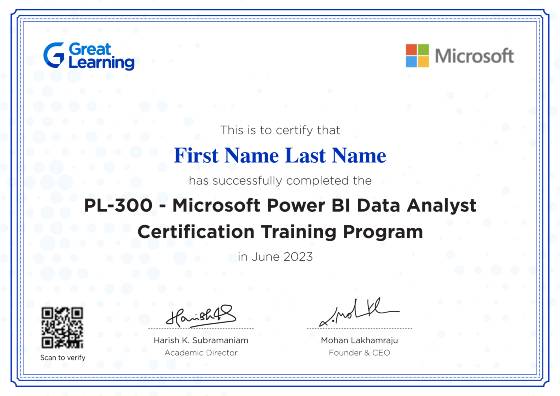 Great
Learning
Microsoft
This is to certify that
First Name Last Name
has successfully completed the
PL-300 - Microsoft Power BI Data Analyst
Certification Training Program
in June 2023
Scan to verify
Harish K. Subramaniam
Academic Director
Mohan Lakhamraju
Founder & CEO